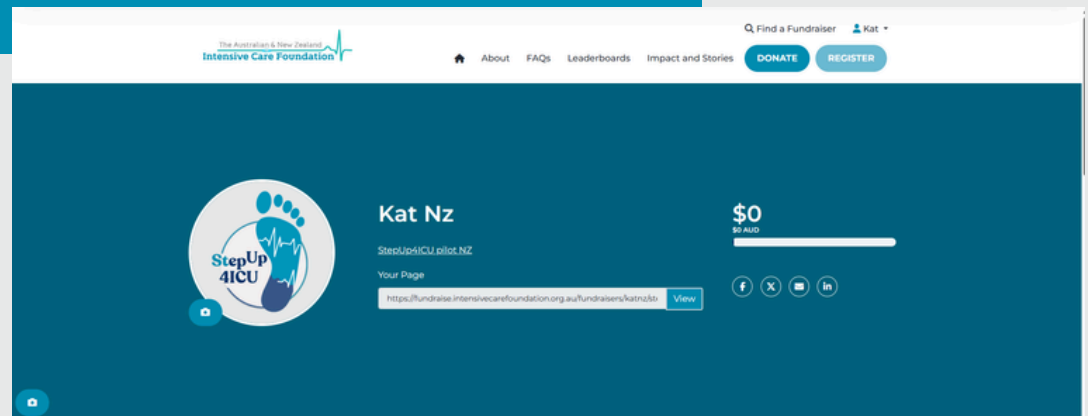 The Australian & New Zealand
Intensive Care Foundation
Find a Fundraiser Kat
About FAQs Leaderboards Impact and Stories DONATE REGISTER
StepUp
4ICU
Kat Nz
StepUp4ICU pilot NZ
Your Page
https://fundraise.intensivecarefoundation.org.au/fundraisers/katnz/ste View
$0
$0 AUD